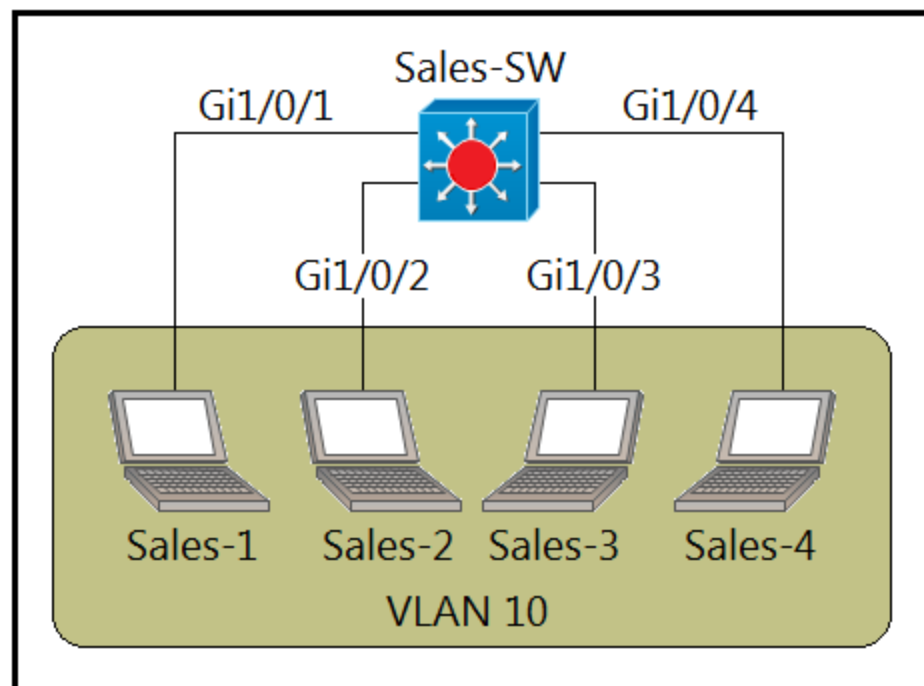 Sales-SW
Gi1/0/1
Gi1/0/4
Gi1/0/2
Gi1/0/3
Sales-1
Sales-2
Sales-3
Sales-4
VLAN 10